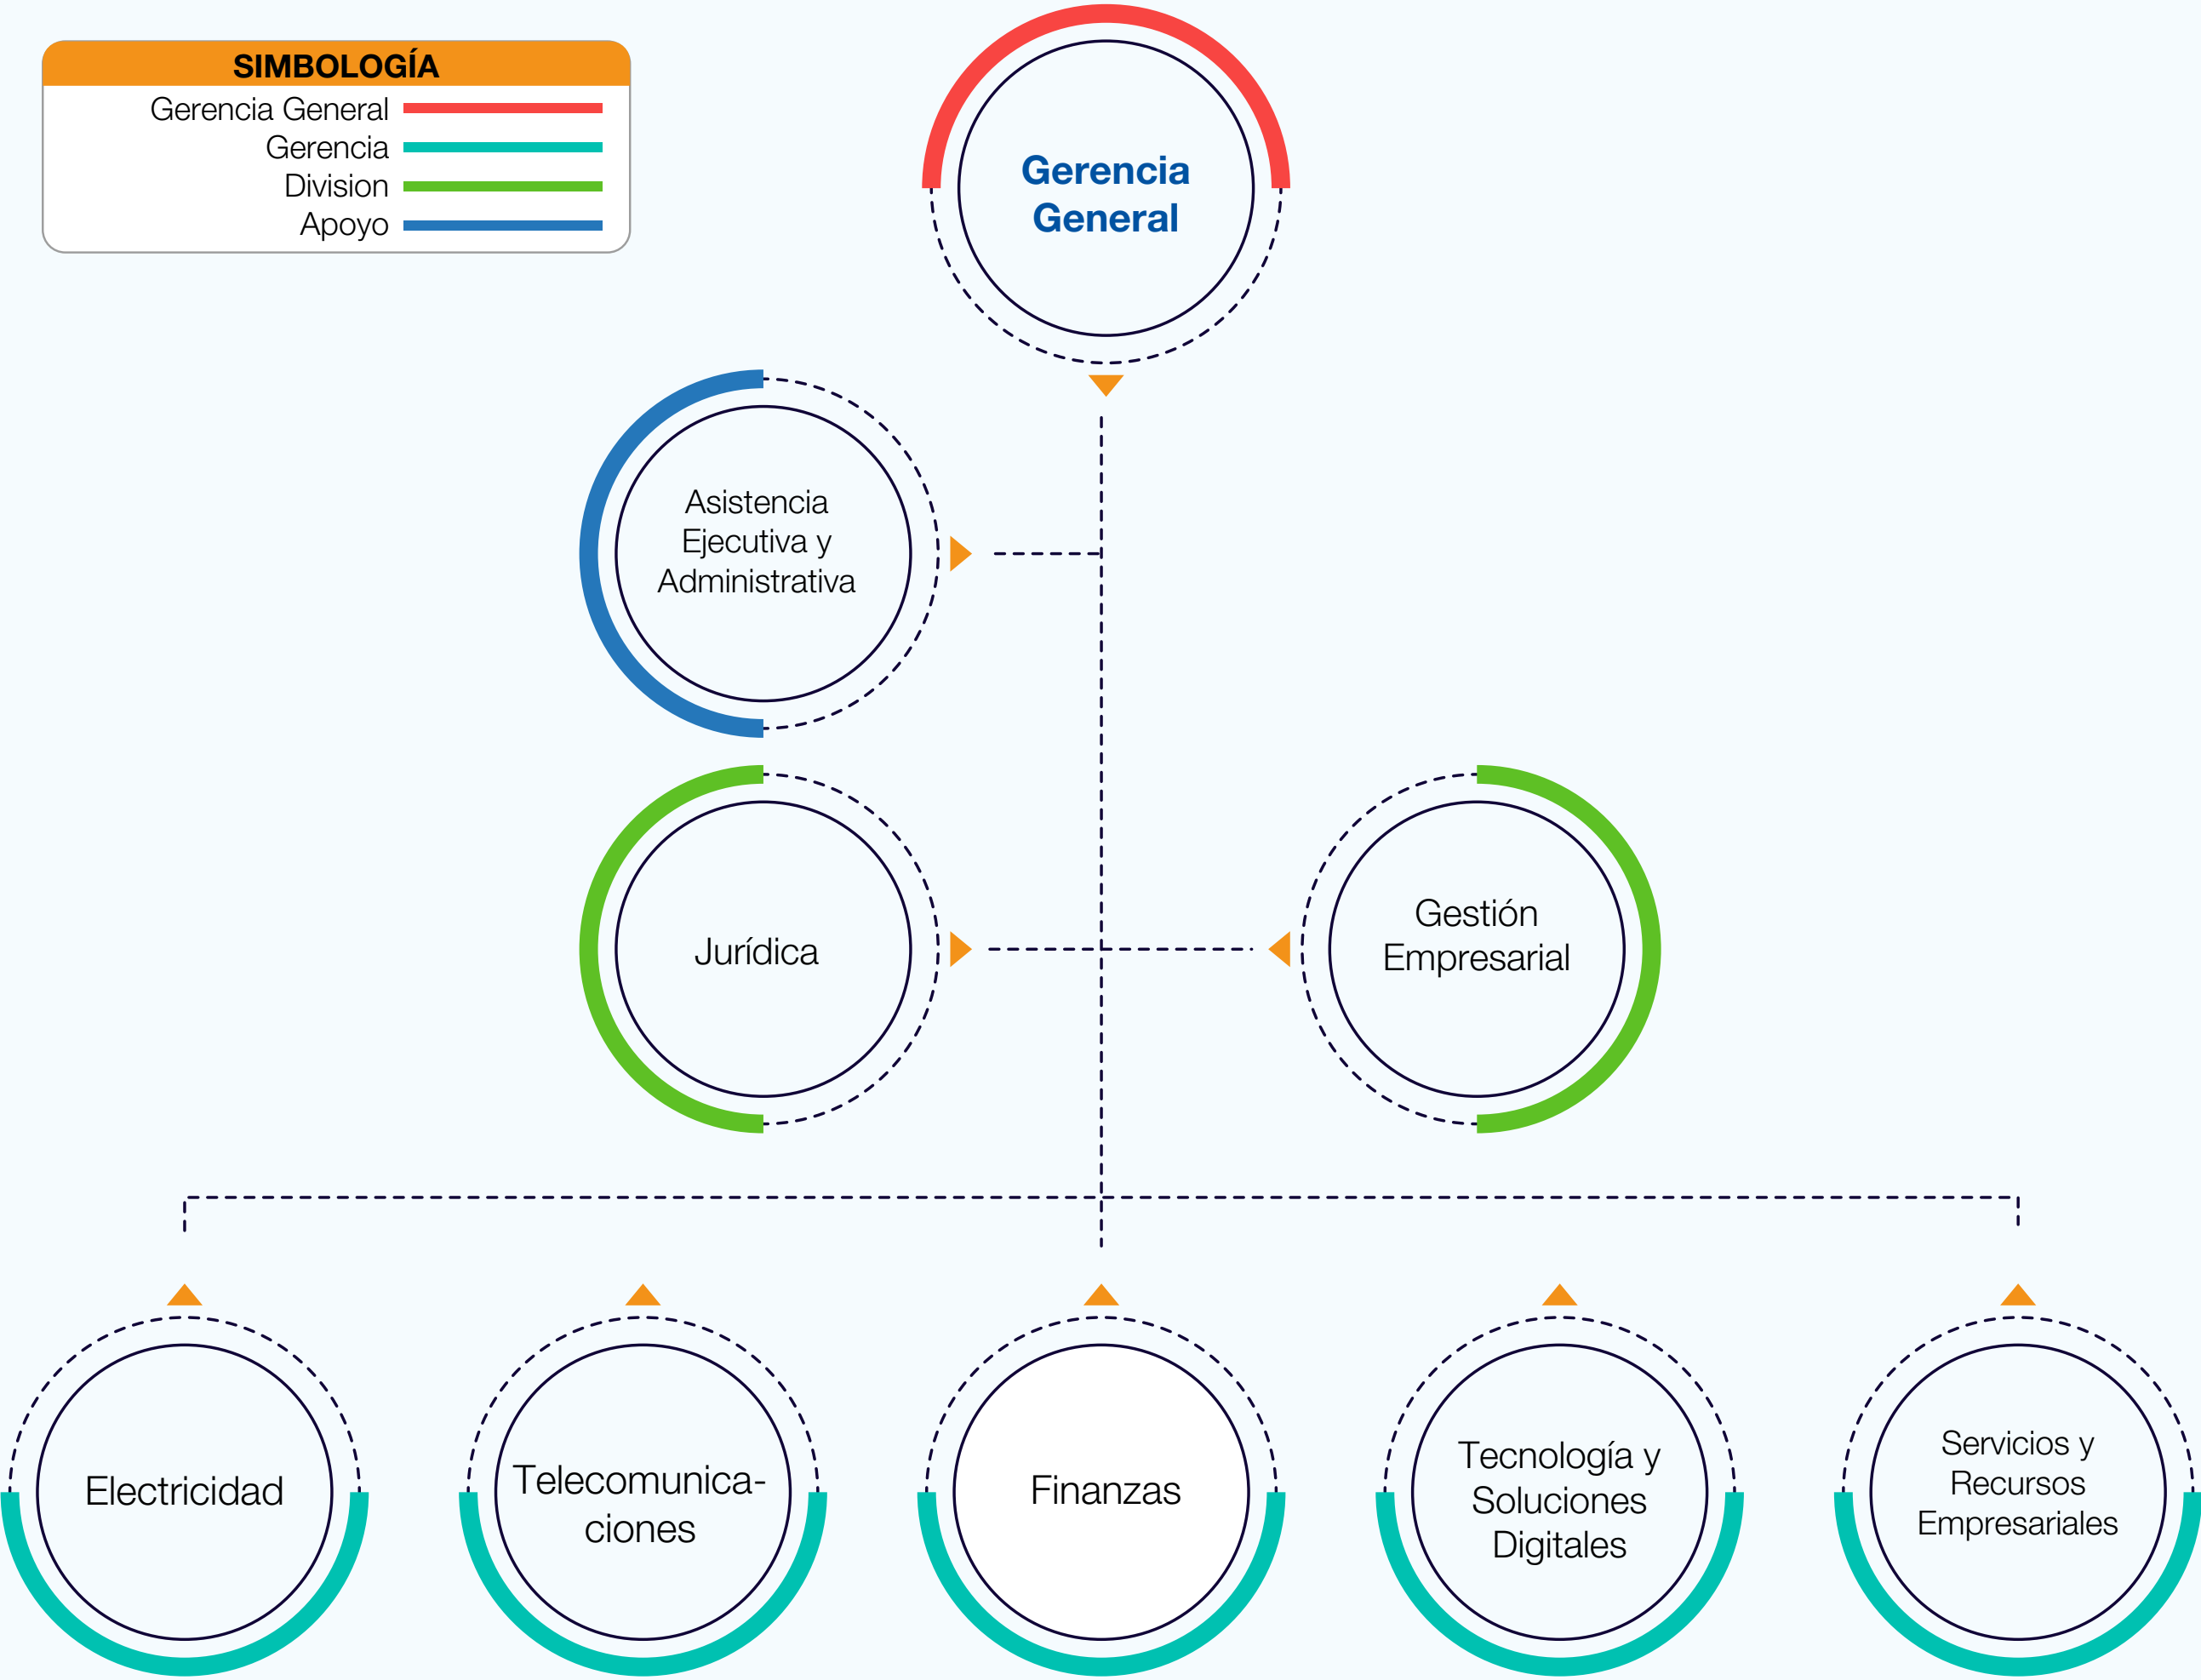 SIMBOLOGÍA
Gerencia General
Gerencia
Division
Apoyo
Gerencia
General
Asistencia
Ejecutiva y
Administrativa
Jurídica
Gestión
Empresarial
Electricidad
Telecomunica-
ciones
Finanzas
Tecnología y
Soluciones
Digitales
Servicios y
Recursos
Empresariales